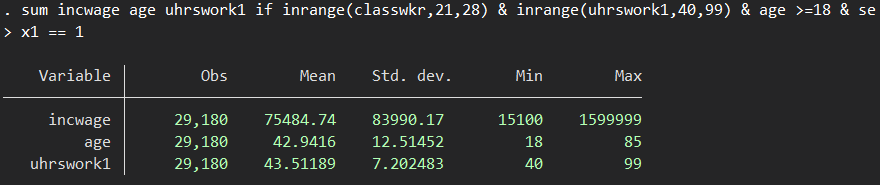 . sum incwage age uhrswork1 if inrange(classwkr,21,28) & inrange(uhrswork1,40,99) & age >=18 & se
> x1 == 1
Variable Obs Mean Std. dev. Min Max
incwage 29,180 75484.74 83990.17 15100 1599999
age 29,180 42.9416 12.51452 18 85
uhrswork1 29,180 43.51189 7.202483 40 99